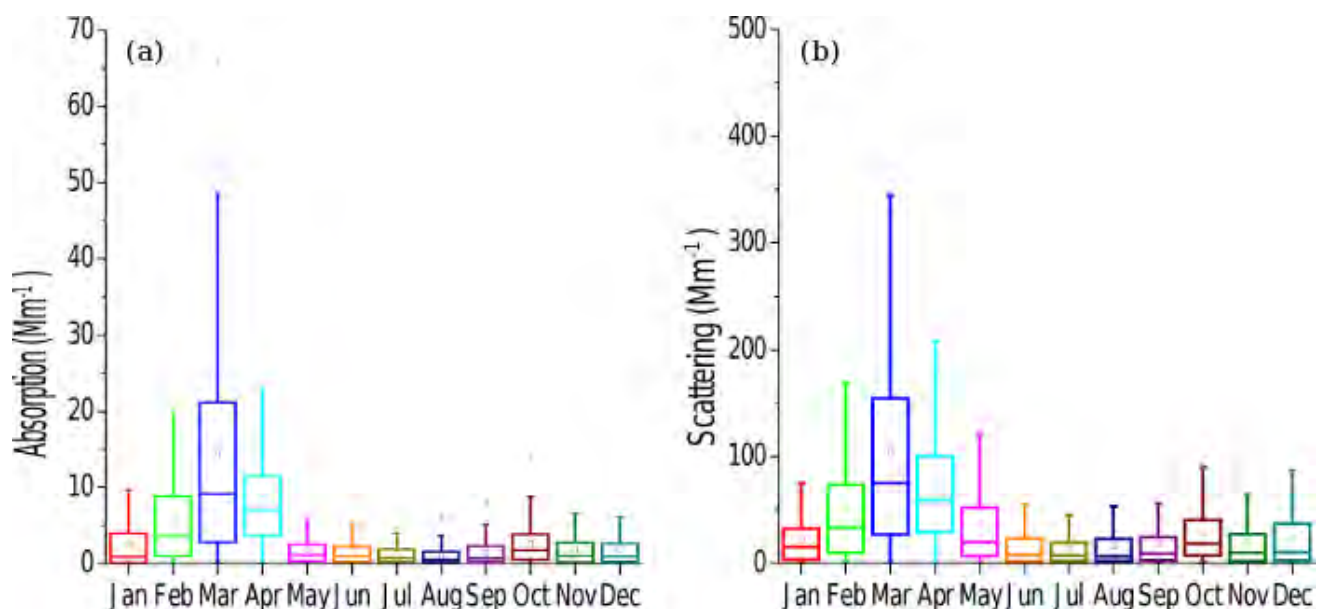 (a)
Absorption (Mm-1 )
70
60
50
40
30
20
10
0
Jan Feb Mar Apr May Jun Jul Aug Sep Oct Nov Dec
(b)
Scattering (Mm-1 )
500
400
300
200
100
0
Jan Feb Mar Apr May Jun Jul Aug Sep Oct Nov Dec